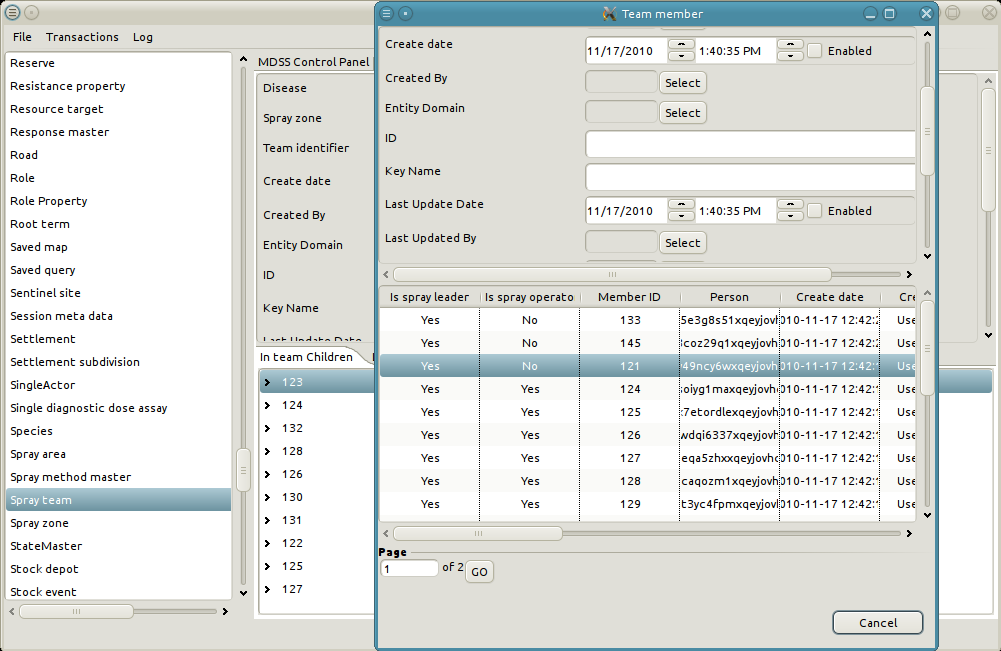 File Transactions Log
Reserve
Resistance property
Resource target
Response master
Road
Role
Role Property
Root term
Saved map
Saved query
Sentinel site
Session meta data
Settlement
Settlement subdivision
SingleActor
Single diagnostic dose assay
Species
Spray area
Spray method master
Spray team
Spray zone
StateMaster
Stock depot
Stock event
MDSS Control Panel
Disease
Spray zone
Team identifier
Create date
Created By
Entity Domain
ID
Key Name
Last Update Date
In team Children
123
124
132
128
126
130
131
122
125
127
Team member
Create date 11/17/2010 1:40:35 PM Enabled
Created By Select
Entity Domain Select
ID
Key Name
Last Update Date 11/17/2010 1:40:35 PM Enabled
Last Updated By Select
Is spray leader Is spray operato Member ID Person Create date Cre
Yes No 133 5e3g8s51xqeyjovh 010-11-17 12:42:2 Use
Yes No 145 coz29q1xqeyjovh 010-11-17 12:42: Use
Yes No 121 49ncy6wxqeyjovh 010-11-17 12:42: Use
Yes Yes 124 oiyg1maxqeyjovh 010-11-17 12:42: Use
Yes Yes 125 7etordlexqeyjovh 010-11-17 12:42: Use
Yes Yes 126 wdqi6337xqeyjovh 010-11-17 12:42: Use
Yes Yes 127 eqa5zhxxqeyjovh 010-11-17 12:42: Use
Yes Yes 128 caqozm1xqeyjovh 010-11-17 12:42: Use
Yes Yes 129 t3yc4fpmxqeyjovh 010-11-17 12:42: Use
Page
1 of 2 GO
Cancel